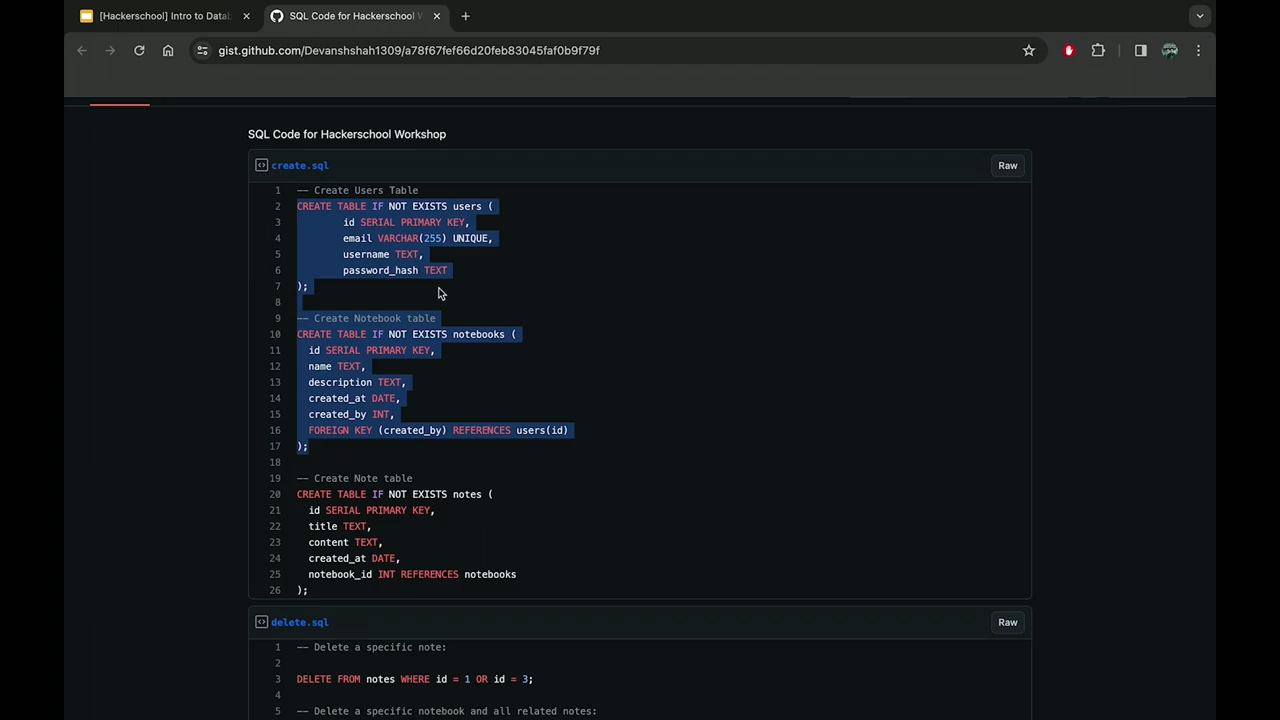 [Hackerschool] Intro to Datab
SQL Code for Hackerschool W
gist.github.com/Devanshshah1309/a78f67fef66d20feb83045faf0b9f79f
SQL Code for Hackerschool Workshop
create.sql
Raw
1 -- Create Users Table
2 CREATE TABLE IF NOT EXISTS users (
3 id SERIAL PRIMARY KEY,
4 email VARCHAR(255) UNIQUE,
5 username TEXT,
6 password_hash TEXT
7 );
8
9 -- Create Notebook table
10 CREATE TABLE IF NOT EXISTS notebooks (
11 id SERIAL PRIMARY KEY,
12 name TEXT,
13 description TEXT,
14 created_at DATE,
15 created_by INT,
16 FOREIGN KEY (created_by) REFERENCES users(id)
17 );
18
19 -- Create Note table
20 CREATE TABLE IF NOT EXISTS notes (
21 id SERIAL PRIMARY KEY,
22 title TEXT,
23 content TEXT,
24 created_at DATE,
25 notebook_id INT REFERENCES notebooks
26 );
delete.sql
Raw
1 -- Delete a specific note:
2
3 DELETE FROM notes WHERE id = 1 OR id = 3;
4
5 -- Delete a specific notebook and all related notes: